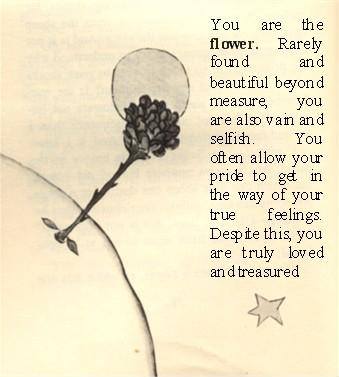 You are the
flower. Rarely
found and
beautiful beyond
measure, you
are also vain and
selfish. You
often allow your
pride to get in
the way of your
true feelings.
Despite this, you
are truly loved
and treasured